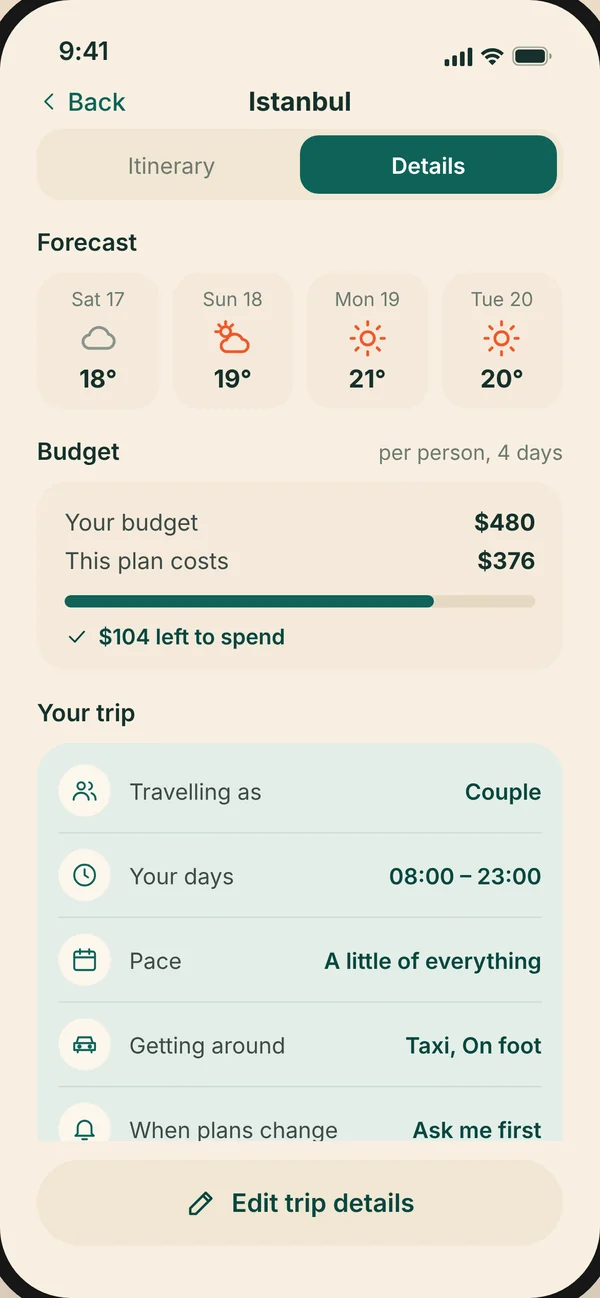 9:41
Back
Istanbul
Itinerary
Details
Forecast
Sat 17
Sun 18
Mon 19
Tue 20
18°
19°
21°
20°
Budget
per person, 4 days
Your budget
$480
This plan costs
$376
$104 left to spend
Your trip
Travelling as
Couple
Your days
08:00 – 23:00
Pace
A little of everything
Getting around
Taxi, On foot
When plans change
Ask me first
Edit trip details